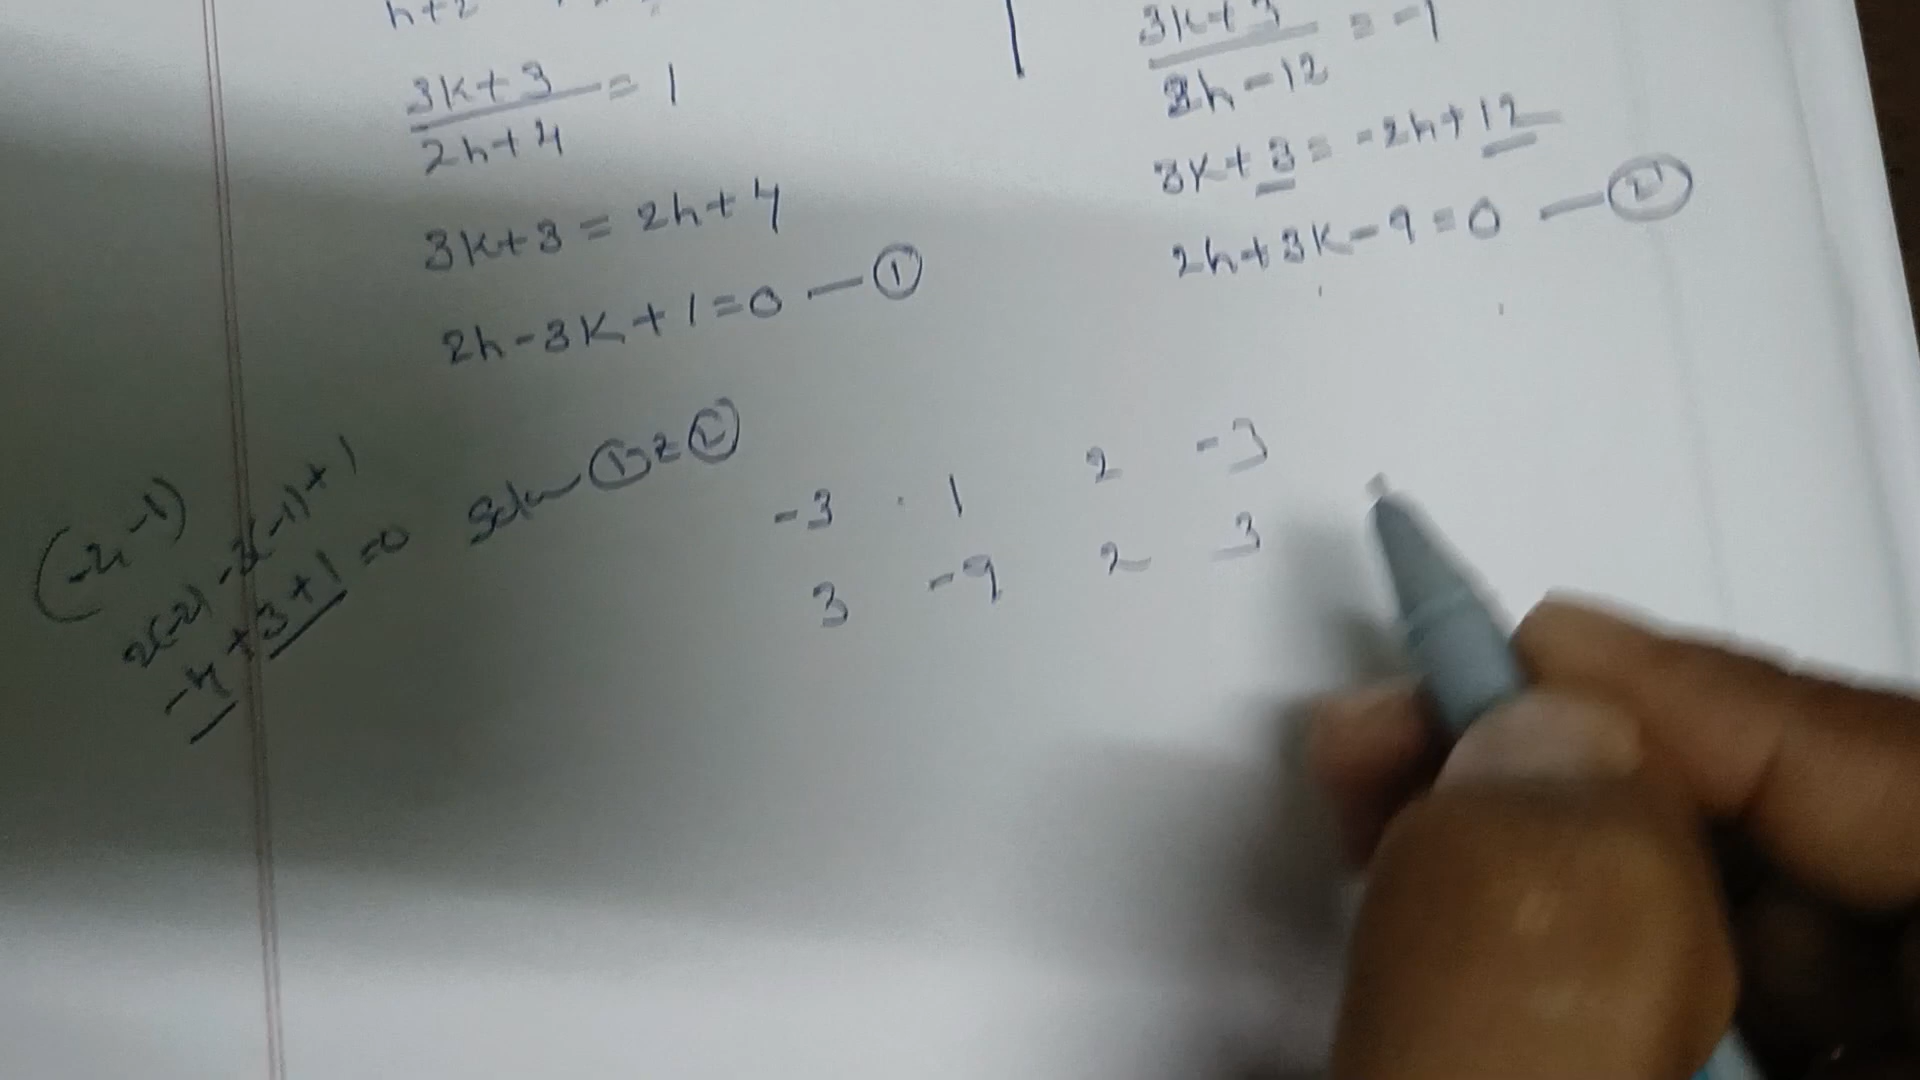 h+2
3k+3 = 1
2h+4
3k+3 = 2h+4
2h-3k+1=0 — ①
3k+3 = -1
2h-12
3k+3 = -2h+12
2h+3k-9=0 — ②
(-2, -1)
2(-2) -3(-1)+1
-4+3+1=0
Solve ① & ②
-3 1 2 -3
3 -9 2 3